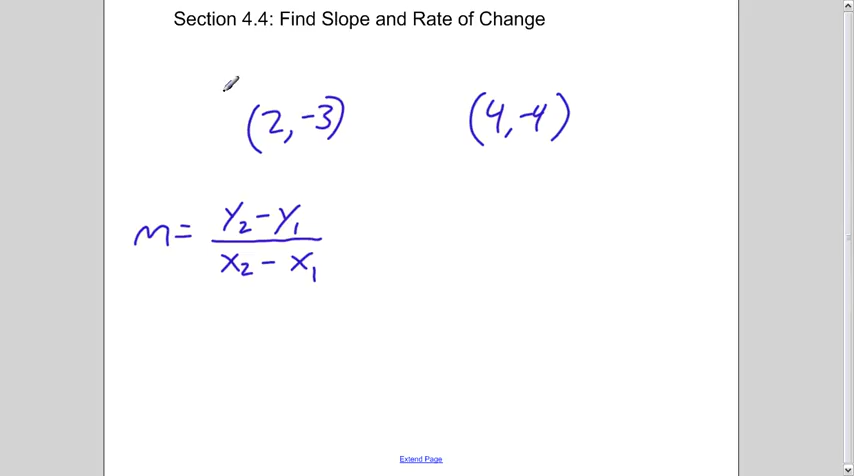 Section 4.4: Find Slope and Rate of Change
(2, -3) (4, -4)
m = y₂ - y₁
x₂ - x₁
Extend Page